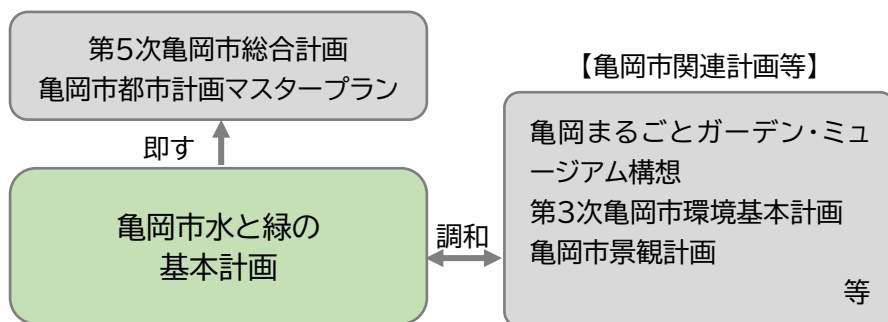 第5次亀岡市総合計画
亀岡市都市計画マスタープラン
即す
亀岡市水と緑の
基本計画
調和
【亀岡市関連計画等】
亀岡まるごとガーデン・ミュ
ージアム構想
第3次亀岡市環境基本計画
亀岡市景観計画
等